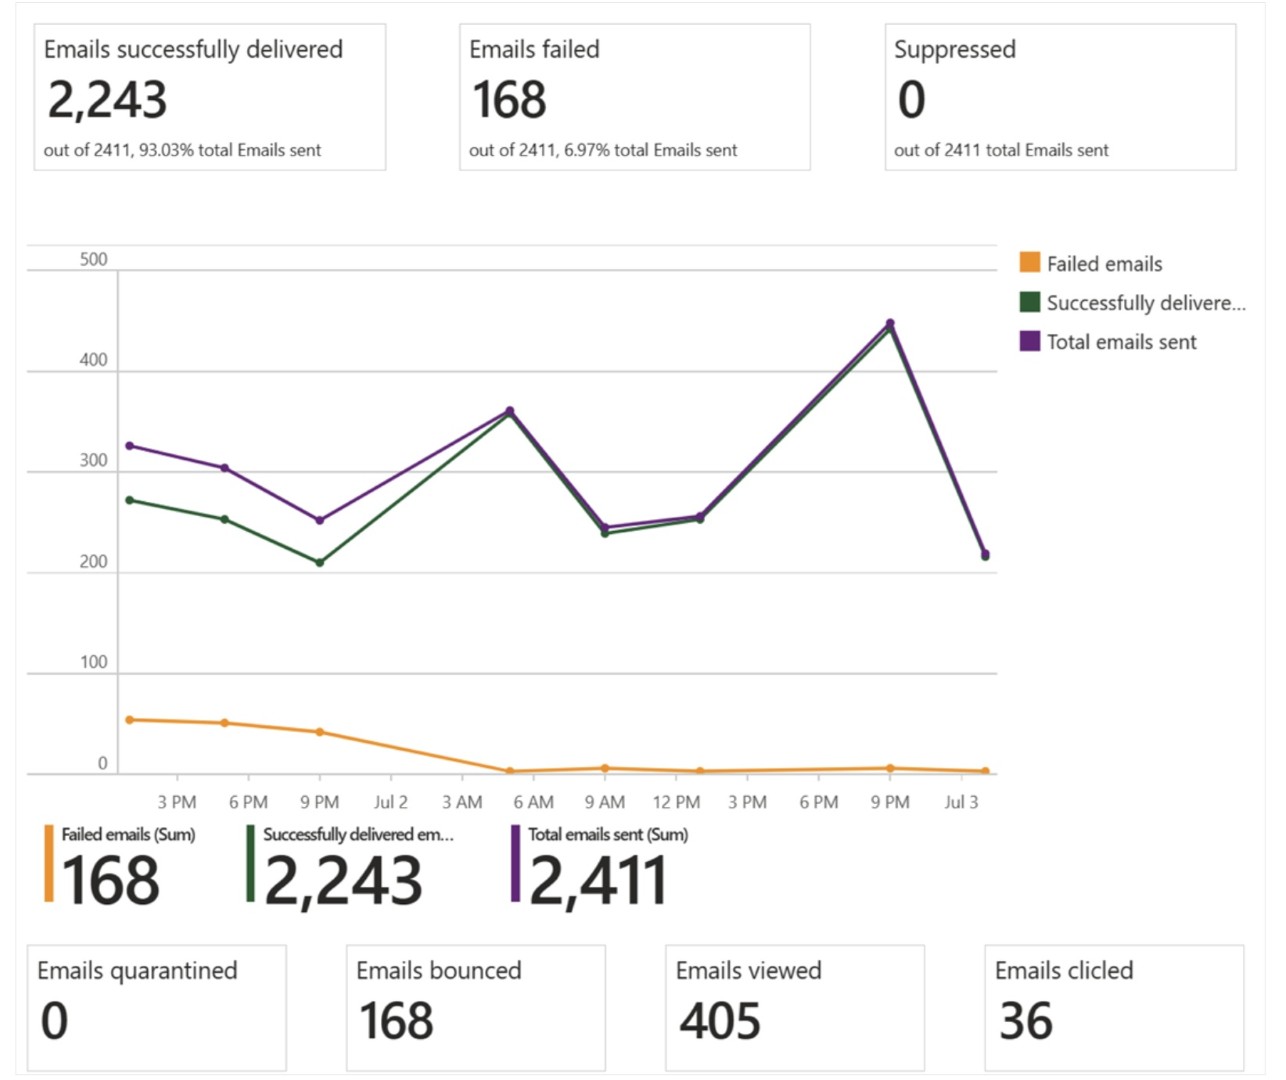 Emails successfully delivered
2,243
out of 2411, 93.03% total Emails sent
Emails failed
168
out of 2411, 6.97% total Emails sent
Suppressed
0
out of 2411 total Emails sent
500
400
300
200
100
0
3 PM 6 PM 9 PM Jul 2 3 AM 6 AM 9 AM 12 PM 3 PM 6 PM 9 PM Jul 3
Failed emails
Successfully delivere...
Total emails sent
Failed emails (Sum)
168
Successfully delivered em...
2,243
Total emails sent (Sum)
2,411
Emails quarantined
0
Emails bounced
168
Emails viewed
405
Emails clicled
36